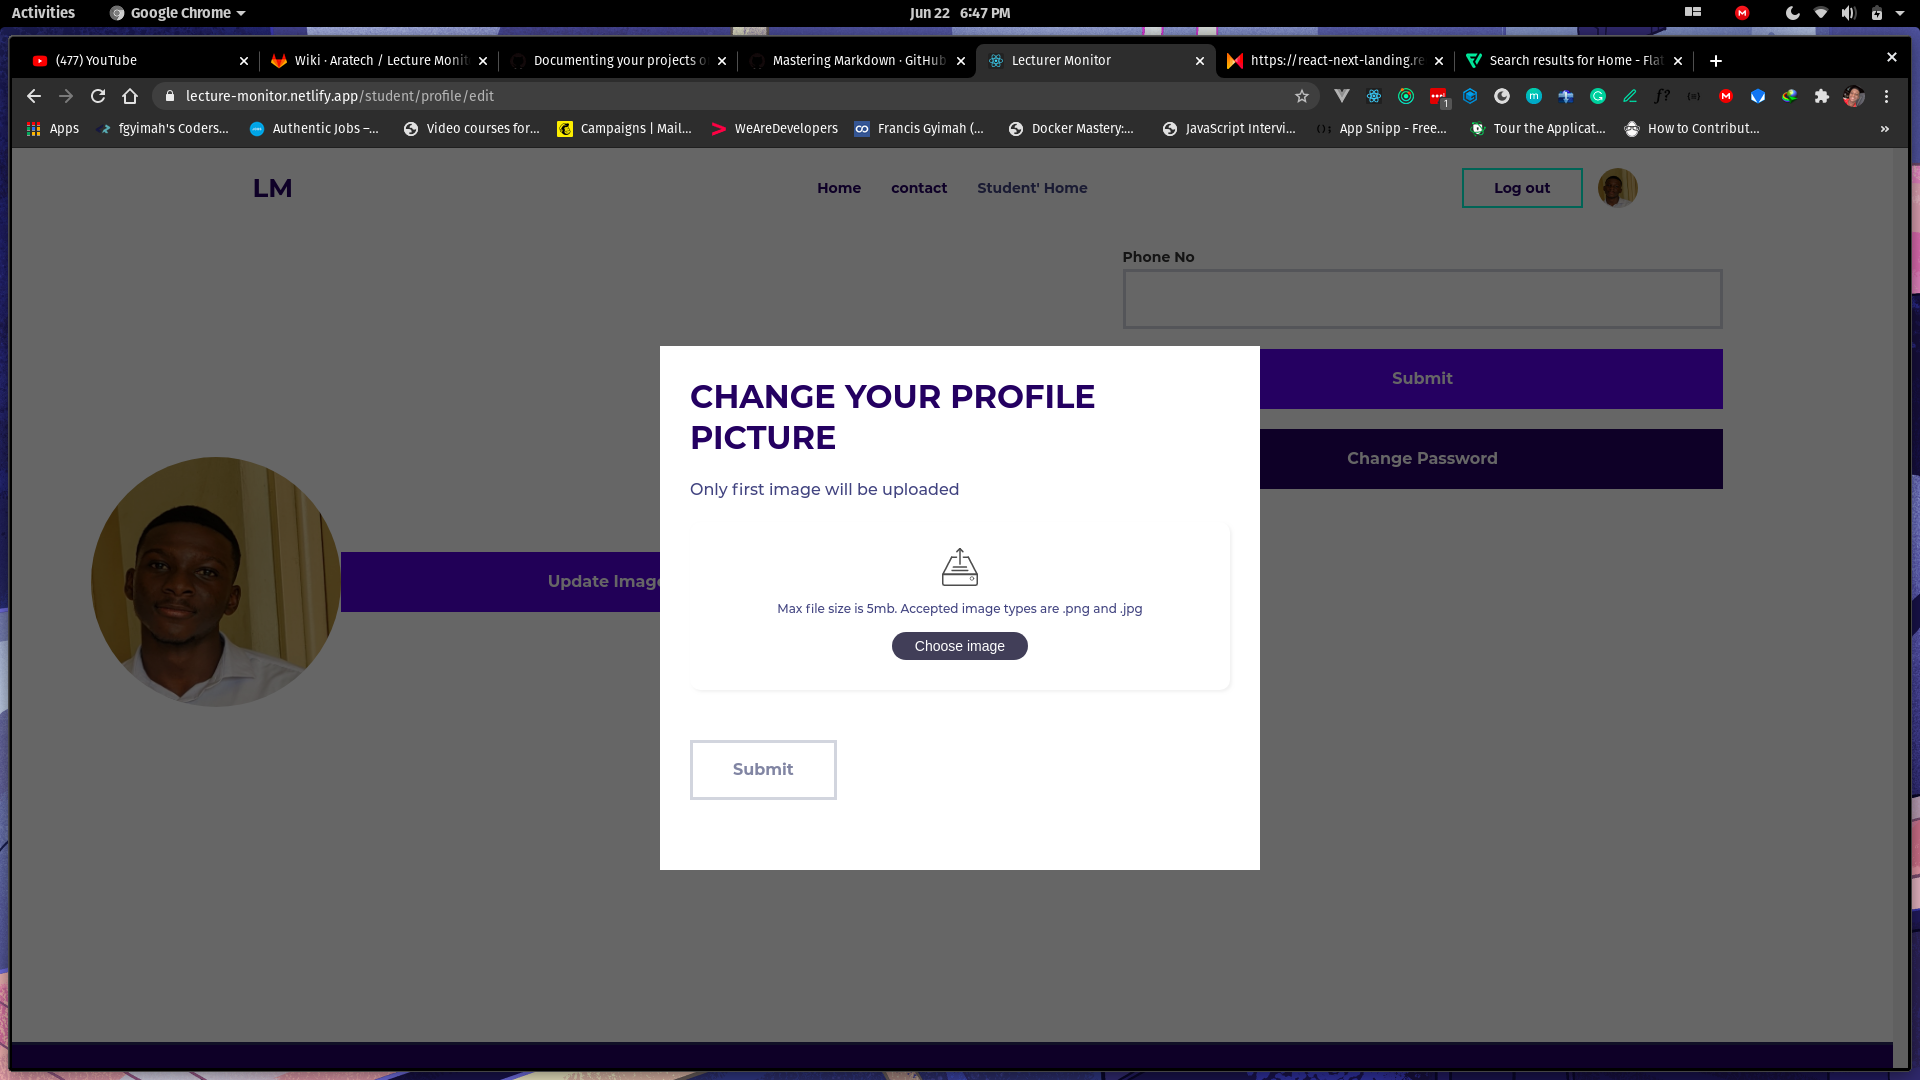 Activities Google Chrome Jun 22 6:47 PM
(477) YouTube Wiki · Aratech / Lecture Monit Documenting your projects o Mastering Markdown · GitHub Lecturer Monitor https://react-next-landing.re Search results for Home - Flat
lecture-monitor.netlify.app/student/profile/edit 1
Apps fgyimah's Coders... Authentic Jobs –... Video courses for... Campaigns | Mail... WeAreDevelopers Francis Gyimah (... Docker Mastery:... JavaScript Intervi... App Snipp - Free... Tour the Applicat... How to Contribut... »
LM Home contact Student' Home Log out
Phone No
Submit
Change Password
Update Image
CHANGE YOUR PROFILE
PICTURE
Only first image will be uploaded
Max file size is 5mb. Accepted image types are .png and .jpg
Choose image
Submit